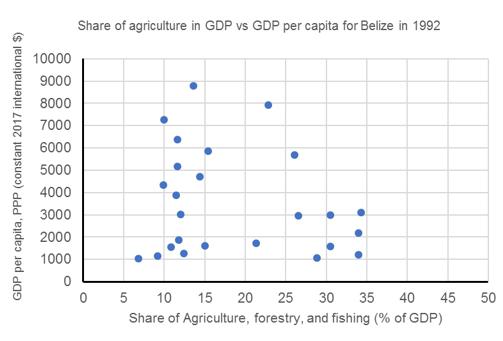 Share of agriculture in GDP vs GDP per capita for Belize in 1992
GDP per capita, PPP (constant 2017 international $)
10000
9000
8000
7000
6000
5000
4000
3000
2000
1000
0
0 5 10 15 20 25 30 35 40 45 50
Share of Agriculture, forestry, and fishing (% of GDP)